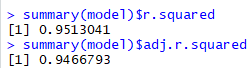 > summary(model)$r.squared
[1] 0.9513041
> summary(model)$adj.r.squared
[1] 0.9466793